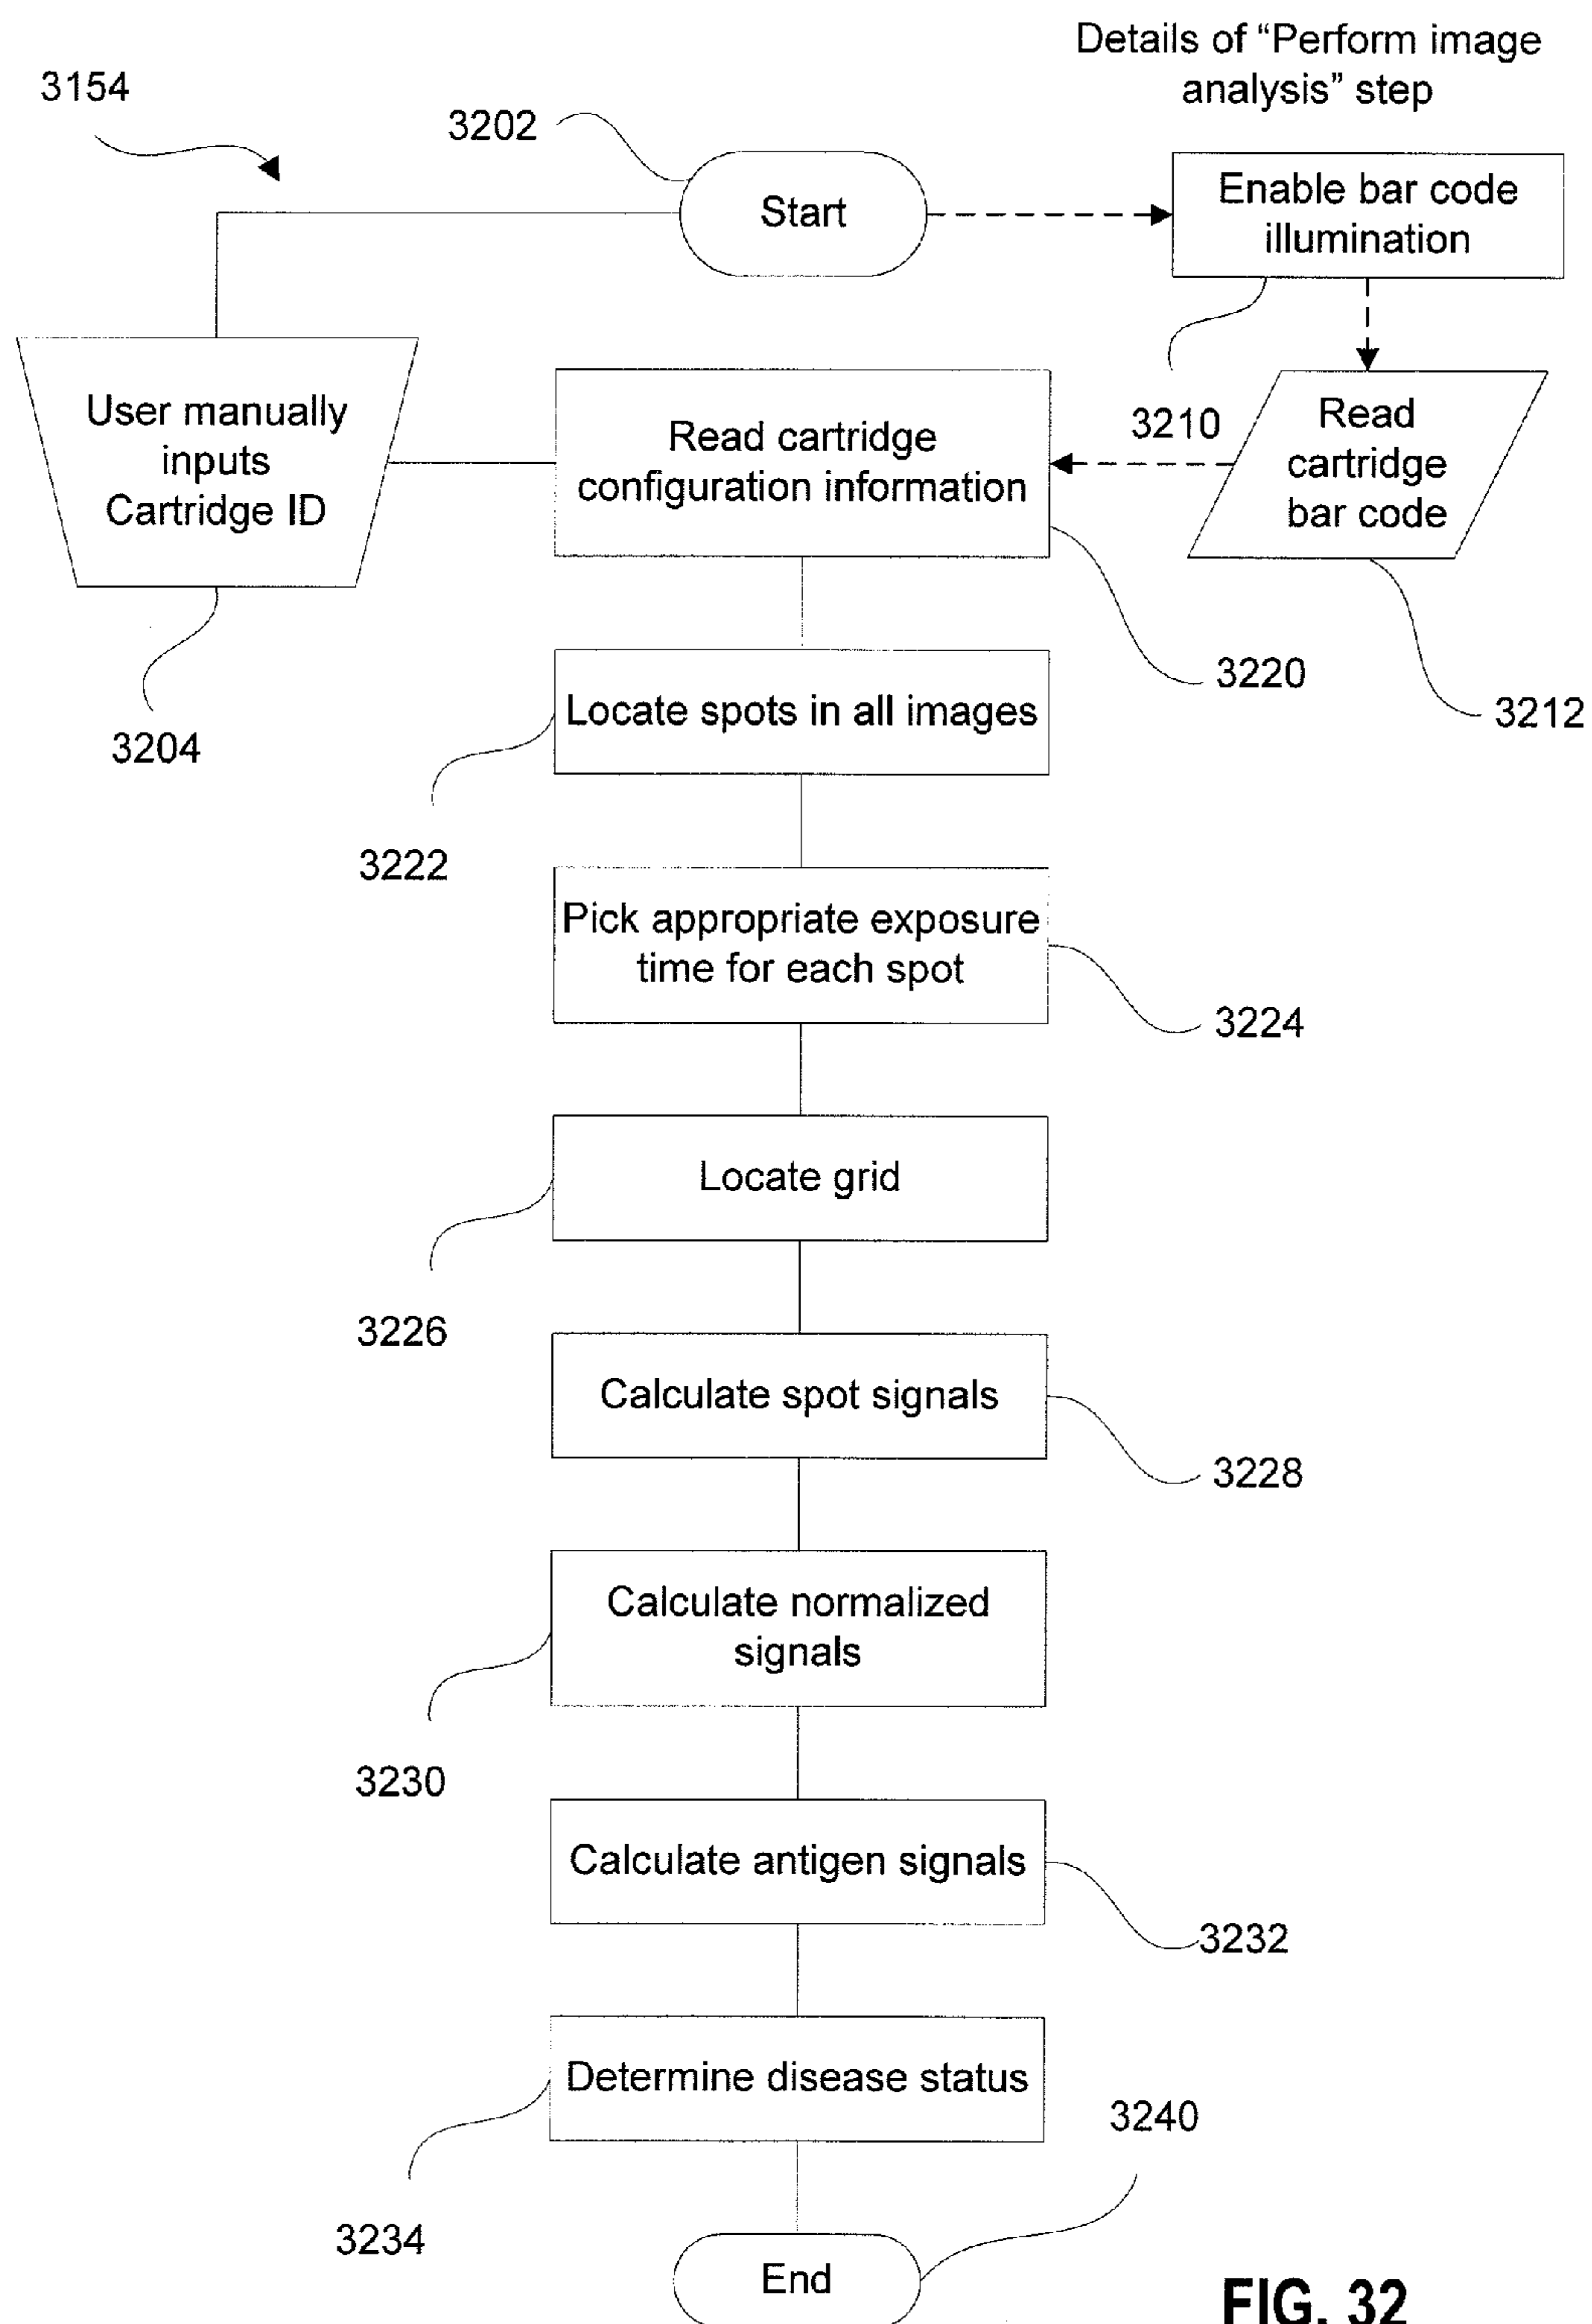 Details of “Perform image
analysis” step
3154
3202
Start
Enable bar code
illumination
3210
User manually
inputs
Cartridge ID
3204
Read cartridge
configuration information
3220
Read
cartridge
bar code
3212
Locate spots in all images
3222
Pick appropriate exposure
time for each spot
3224
Locate grid
3226
Calculate spot signals
3228
Calculate normalized
signals
3230
Calculate antigen signals
3232
Determine disease status
3234
3240
End
FIG. 32